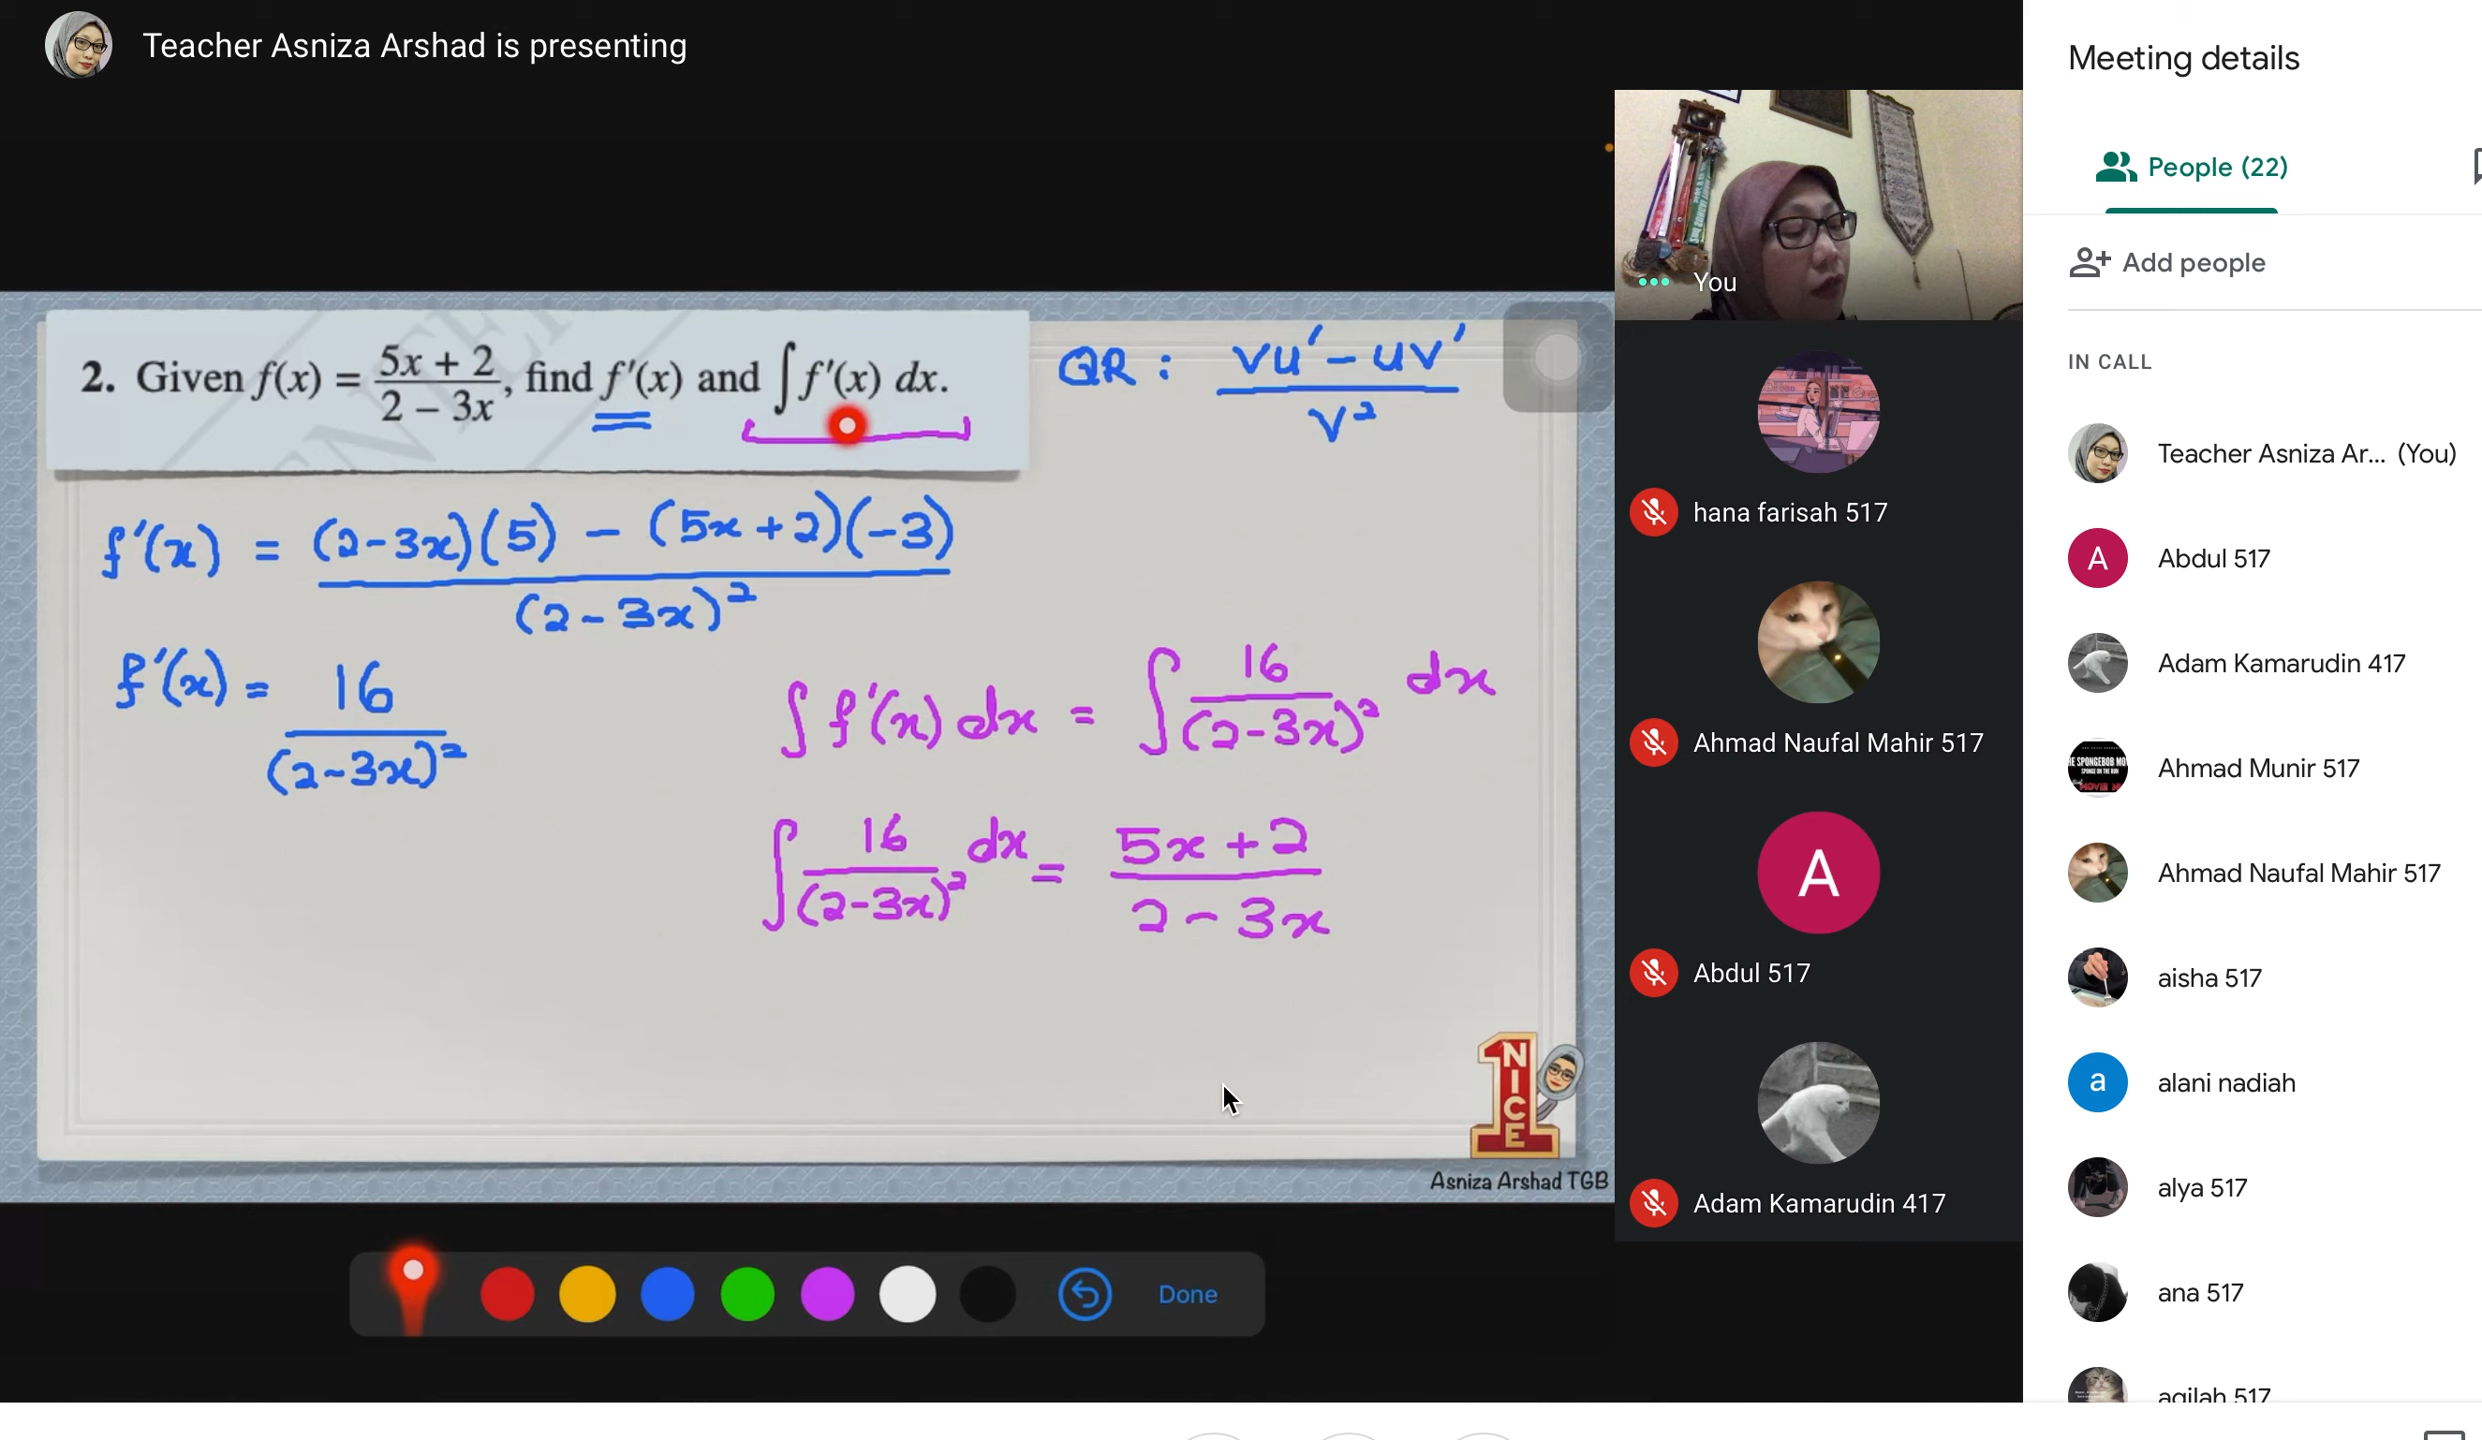 Teacher Asniza Arshad is presenting
2. Given f(x) = (5x + 2)/(2 – 3x), find f'(x) and ∫ f'(x) dx.
QR : (vu' – uv')/v²
f'(x) = ((2-3x)(5) – (5x+2)(-3))/(2-3x)²
f'(x) = 16/(2-3x)²
∫ f'(x) dx = ∫ 16/(2-3x)² dx
∫ 16/(2-3x)² dx = (5x+2)/(2-3x)
1
NICE
Asniza Arshad TGB
Done
You
hana farisah 517
Ahmad Naufal Mahir 517
A
Abdul 517
Adam Kamarudin 417
Meeting details
People (22)
Add people
IN CALL
Teacher Asniza Ar... (You)
A
Abdul 517
Adam Kamarudin 417
Ahmad Munir 517
Ahmad Naufal Mahir 517
aisha 517
a
alani nadiah
alya 517
ana 517
aqilah 517